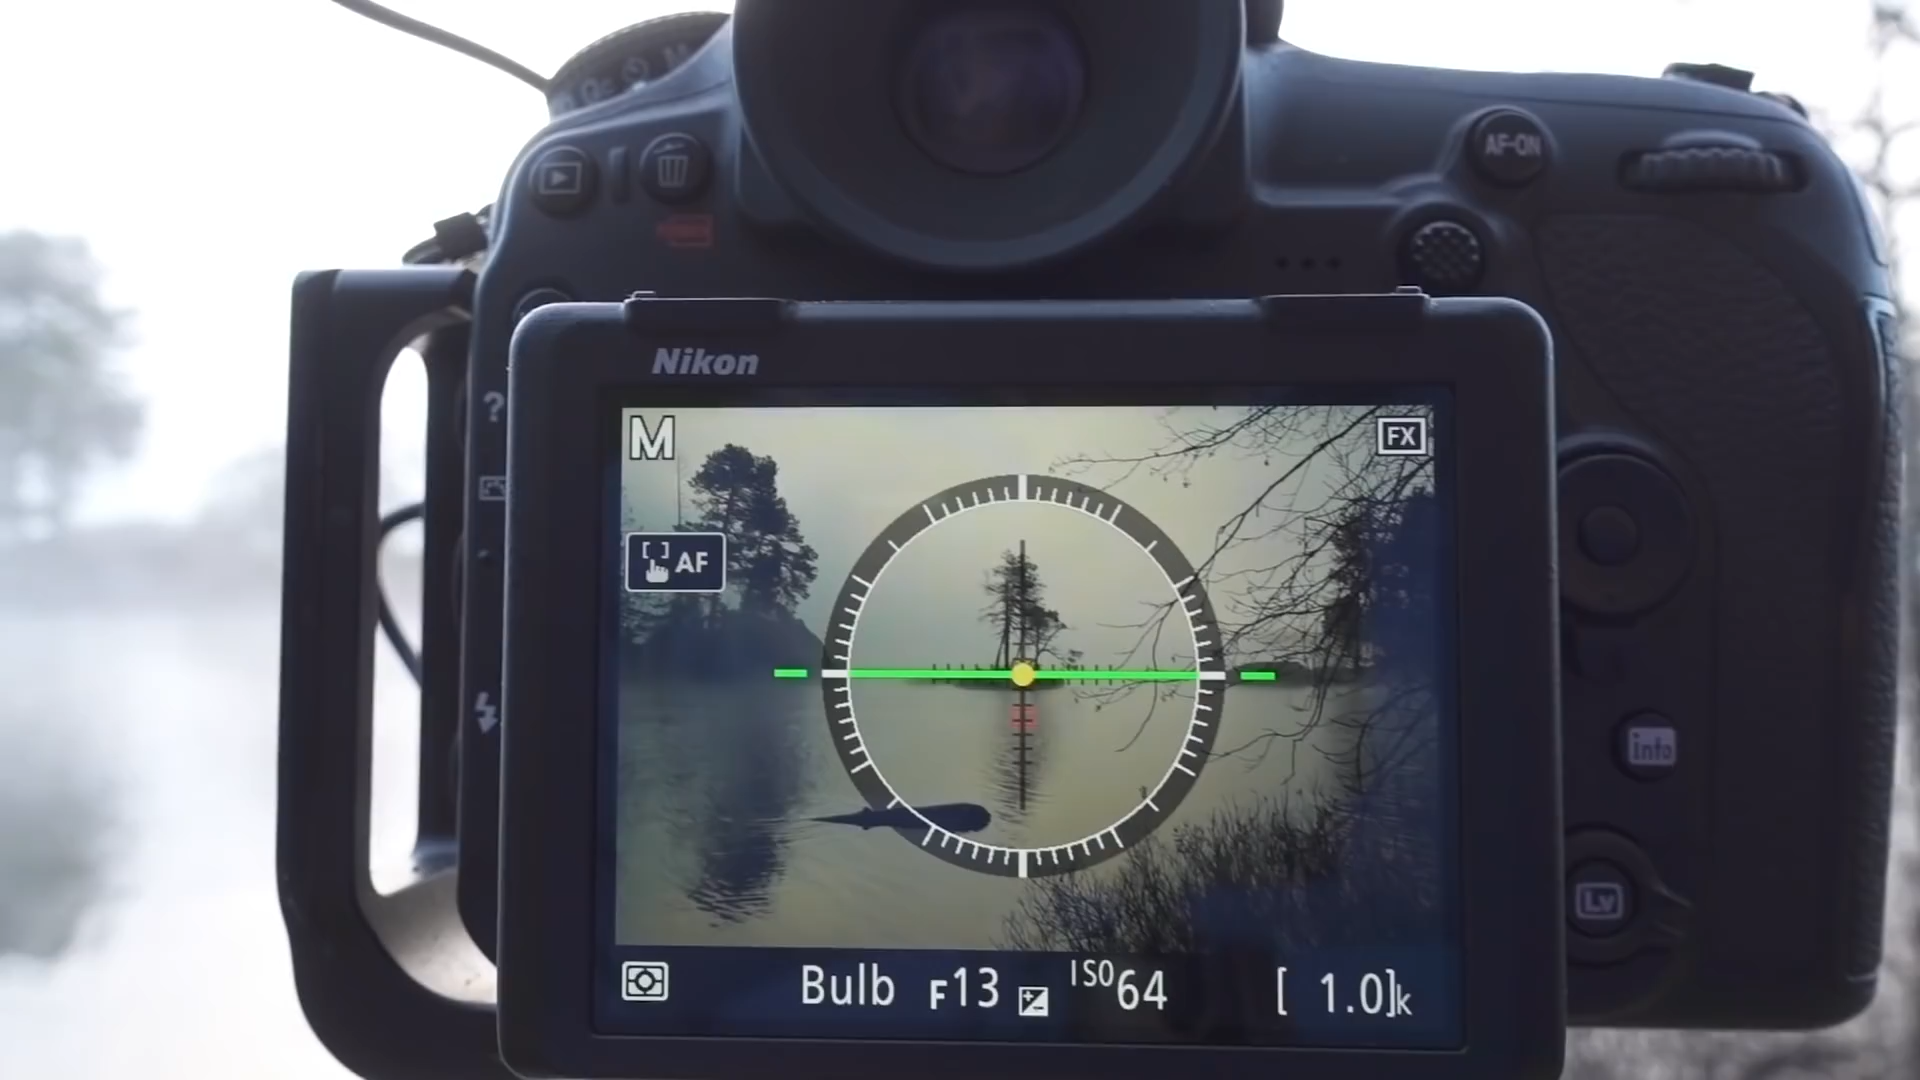 AF-ON
Nikon
?
M
FX
AF
info
Lv
Bulb F13 ISO 64 [ 1.0]k